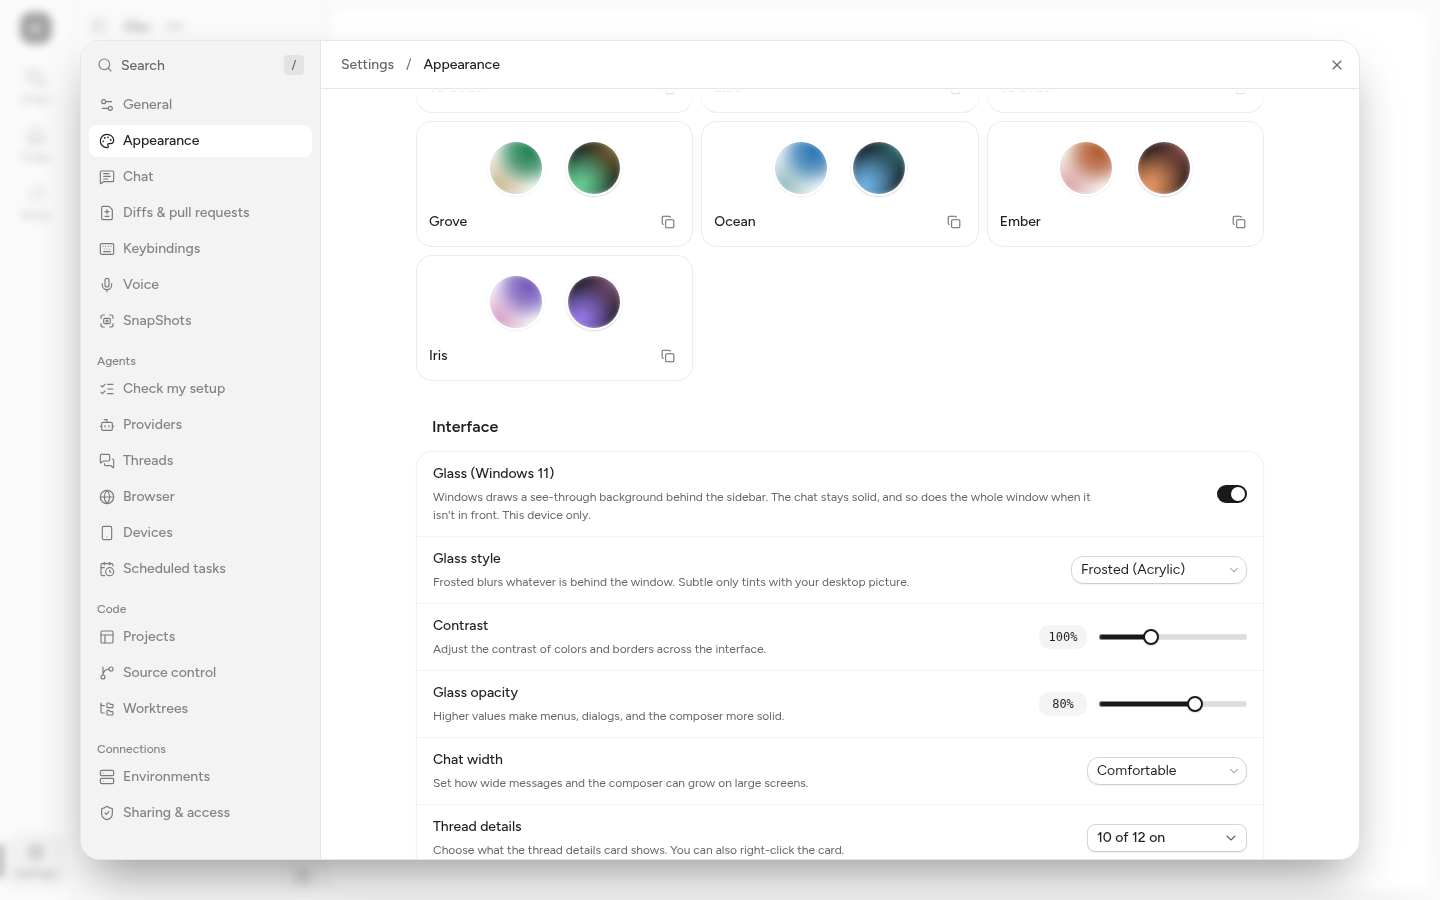 Search /
General
Appearance
Chat
Diffs & pull requests
Keybindings
Voice
SnapShots
Agents
Check my setup
Providers
Threads
Browser
Devices
Scheduled tasks
Code
Projects
Source control
Worktrees
Connections
Environments
Sharing & access
Settings / Appearance
Grove
Ocean
Ember
Iris
Interface
Glass (Windows 11)
Windows draws a see-through background behind the sidebar. The chat stays solid, and so does the whole window when it
isn't in front. This device only.
Glass style
Frosted blurs whatever is behind the window. Subtle only tints with your desktop picture.
Frosted (Acrylic)
Contrast
Adjust the contrast of colors and borders across the interface.
100%
Glass opacity
Higher values make menus, dialogs, and the composer more solid.
80%
Chat width
Set how wide messages and the composer can grow on large screens.
Comfortable
Thread details
Choose what the thread details card shows. You can also right-click the card.
10 of 12 on